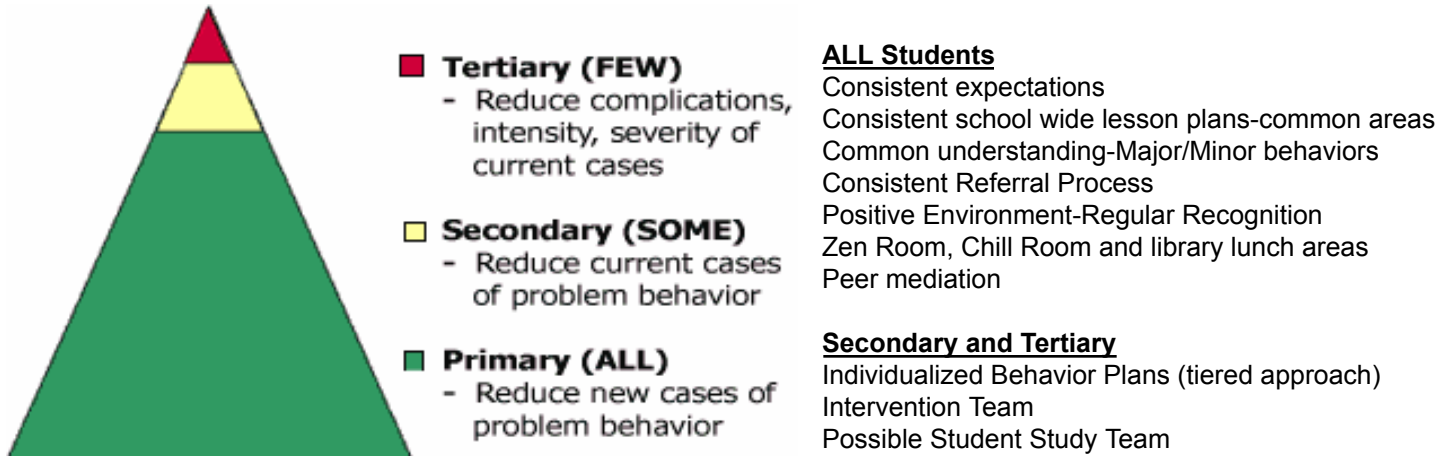 Tertiary (FEW)
- Reduce complications,
intensity, severity of
current cases
Secondary (SOME)
- Reduce current cases
of problem behavior
Primary (ALL)
- Reduce new cases of
problem behavior
ALL Students
Consistent expectations
Consistent school wide lesson plans-common areas
Common understanding-Major/Minor behaviors
Consistent Referral Process
Positive Environment-Regular Recognition
Zen Room, Chill Room and library lunch areas
Peer mediation
Secondary and Tertiary
Individualized Behavior Plans (tiered approach)
Intervention Team
Possible Student Study Team